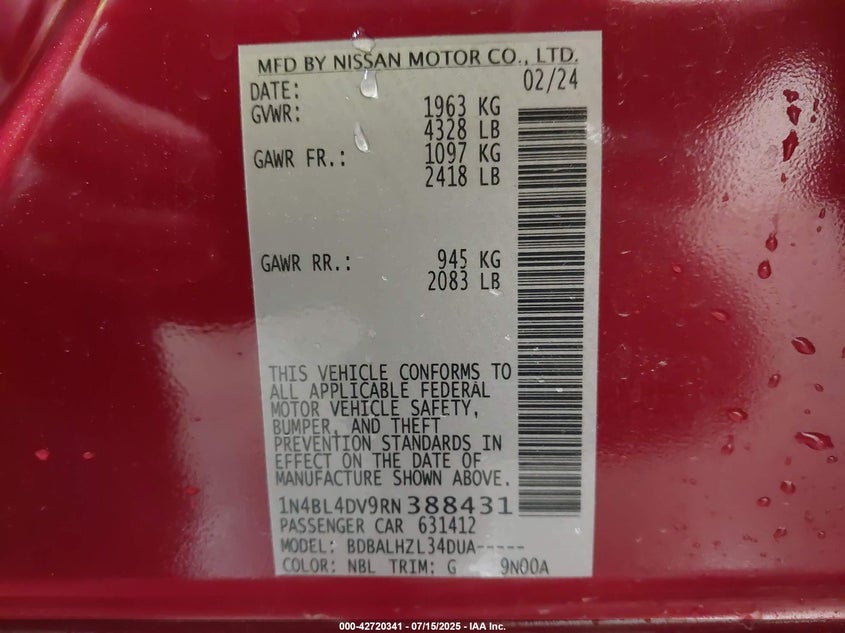 MFD BY NISSAN MOTOR CO., LTD.
DATE: 02/24
GVWR: 1963 KG
4328 LB
GAWR FR.: 1097 KG
2418 LB
GAWR RR.: 945 KG
2083 LB
THIS VEHICLE CONFORMS TO
ALL APPLICABLE FEDERAL
MOTOR VEHICLE SAFETY,
BUMPER, AND THEFT
PREVENTION STANDARDS IN
EFFECT ON THE DATE OF
MANUFACTURE SHOWN ABOVE.
1N4BL4DV9RN388431
PASSENGER CAR 631412
MODEL: BDBALHZL34DUA-----
COLOR: NBL TRIM: G 9N00A
000-42720341 - 07/15/2025 - IAA Inc.